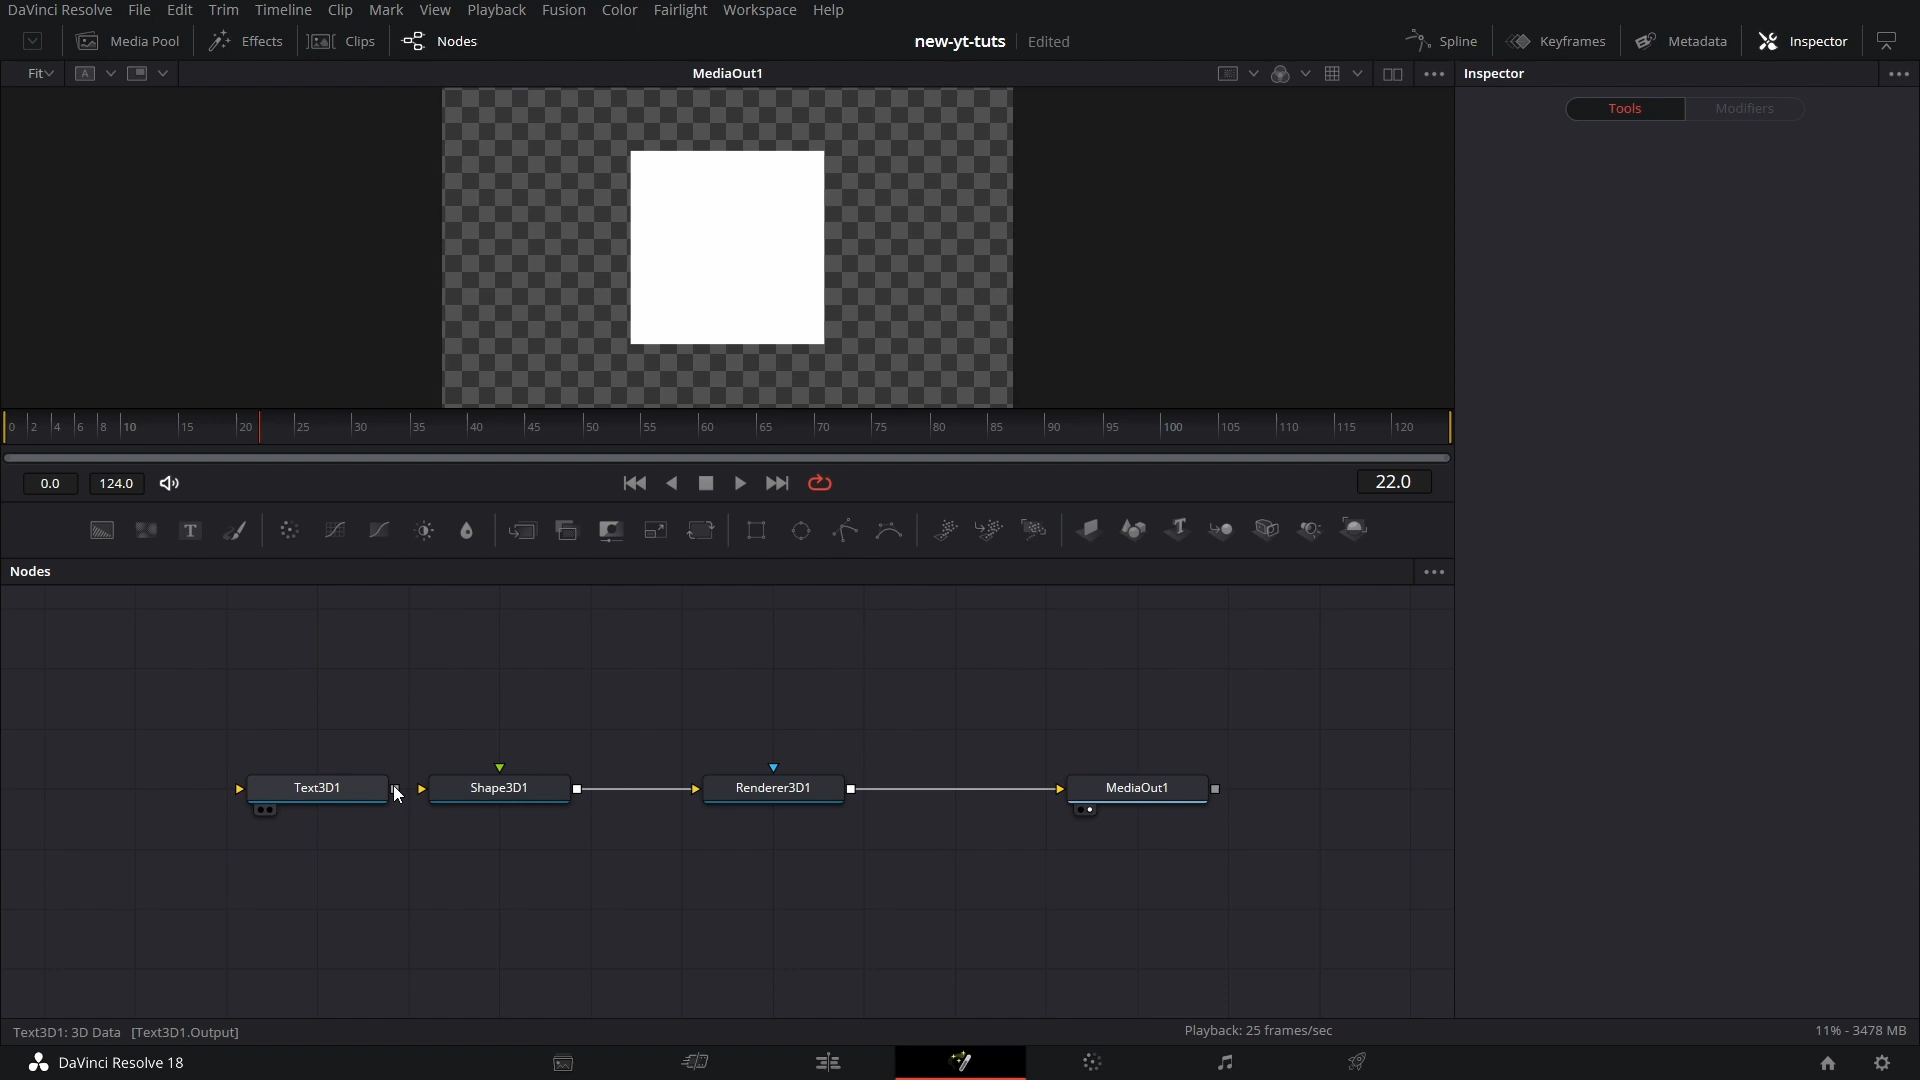 DaVinci Resolve File Edit Trim Timeline Clip Mark View Playback Fusion Color Fairlight Workspace Help
Media Pool Effects Clips Nodes new-yt-tuts Edited Spline Keyframes Metadata Inspector
Fit A MediaOut1 Inspector
Tools Modifiers
0 2 4 6 8 10 15 20 25 30 35 40 45 50 55 60 65 70 75 80 85 90 95 100 105 110 115 120
0.0 124.0 22.0
T T
Nodes
Text3D1 Shape3D1 Renderer3D1 MediaOut1
Text3D1: 3D Data [Text3D1.Output] Playback: 25 frames/sec 11% - 3478 MB
DaVinci Resolve 18